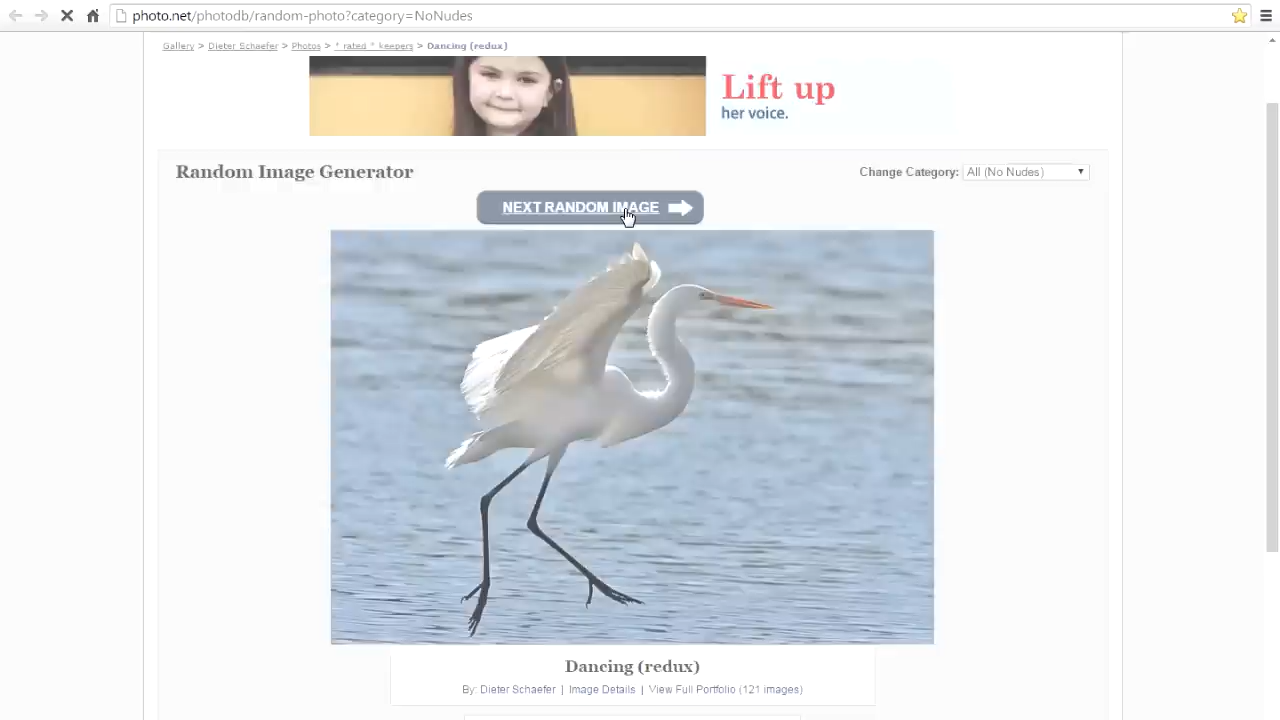 photo.net/photodb/random-photo?category=NoNudes
Gallery > Dieter Schaefer > Photos > * rated * keepers > Dancing (redux)
Lift up
her voice.
Random Image Generator
Change Category: All (No Nudes)
NEXT RANDOM IMAGE
Dancing (redux)
By: Dieter Schaefer | Image Details | View Full Portfolio (121 images)